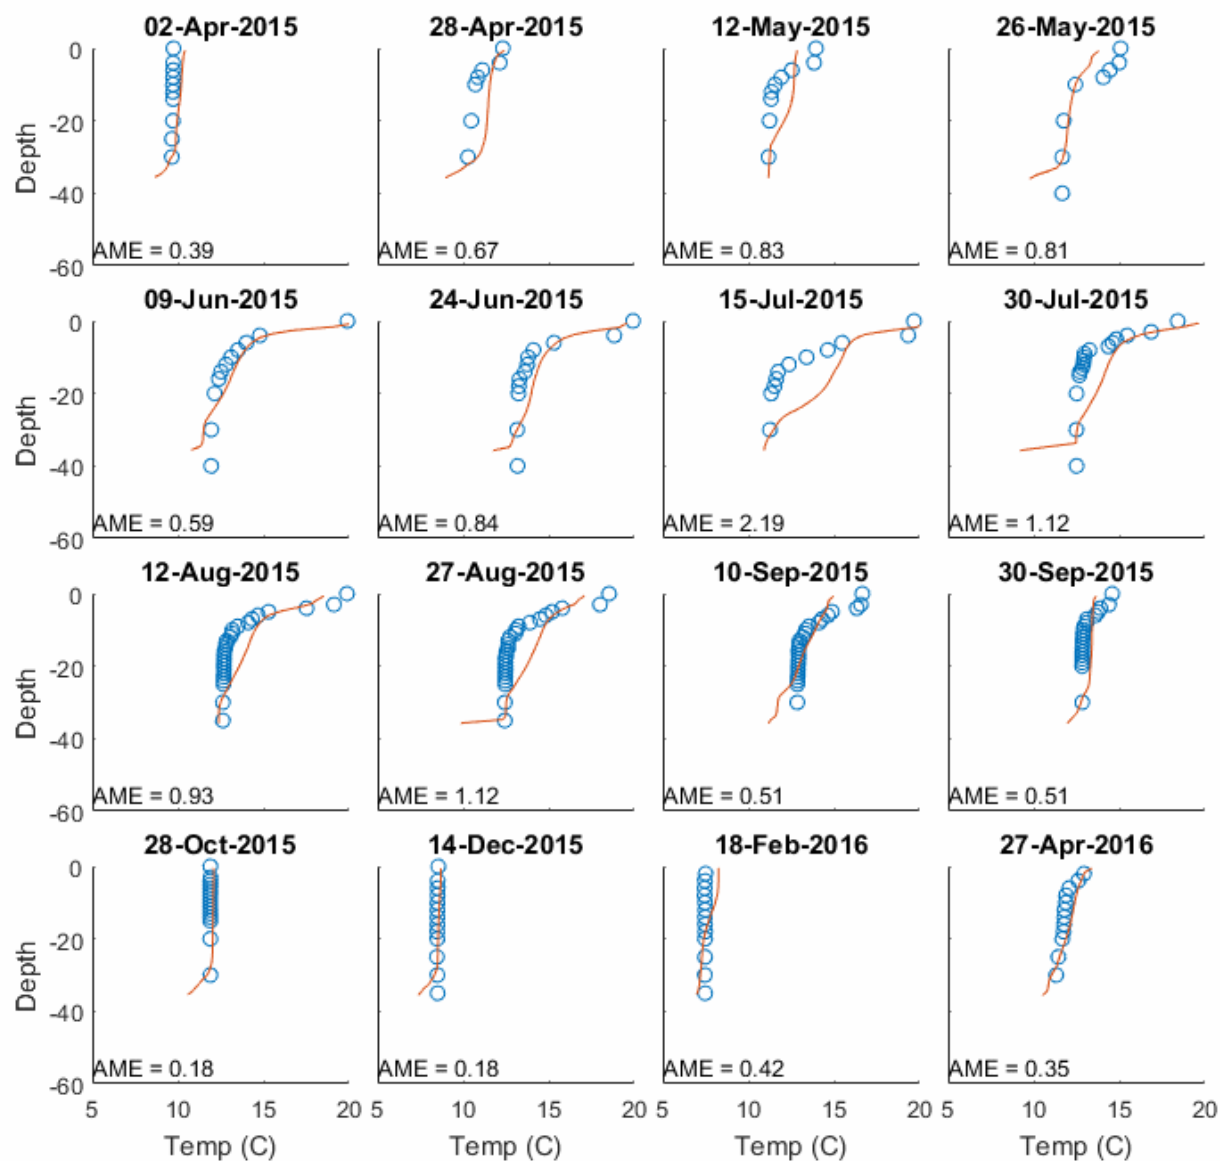 02-Apr-2015 28-Apr-2015 12-May-2015 26-May-2015
0
-20
-40
-60
Depth
AME = 0.39 AME = 0.67 AME = 0.83 AME = 0.81
09-Jun-2015 24-Jun-2015 15-Jul-2015 30-Jul-2015
0
-20
-40
-60
Depth
AME = 0.59 AME = 0.84 AME = 2.19 AME = 1.12
12-Aug-2015 27-Aug-2015 10-Sep-2015 30-Sep-2015
0
-20
-40
-60
Depth
AME = 0.93 AME = 1.12 AME = 0.51 AME = 0.51
28-Oct-2015 14-Dec-2015 18-Feb-2016 27-Apr-2016
0
-20
-40
-60
Depth
AME = 0.18 AME = 0.18 AME = 0.42 AME = 0.35
5 10 15 20 5 10 15 20 5 10 15 20 5 10 15 20
Temp (C) Temp (C) Temp (C) Temp (C)